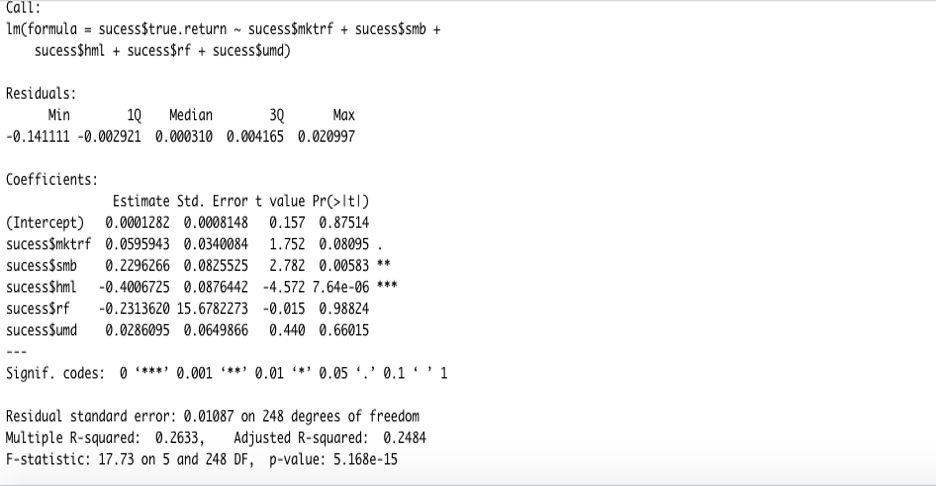 Call:
lm(formula = sucess$true.return ~ sucess$mktrf + sucess$smb +
sucess$hml + sucess$rf + sucess$umd)
Residuals:
Min 1Q Median 3Q Max
-0.141111 -0.002921 0.000310 0.004165 0.020997
Coefficients:
Estimate Std. Error t value Pr(>|t|)
(Intercept) 0.0001282 0.0008148 0.157 0.87514
sucess$mktrf 0.0595943 0.0340084 1.752 0.08095 .
sucess$smb 0.2296266 0.0825525 2.782 0.00583 **
sucess$hml -0.4006725 0.0876442 -4.572 7.64e-06 ***
sucess$rf -0.2313620 15.6782273 -0.015 0.98824
sucess$umd 0.0286095 0.0649866 0.440 0.66015
---
Signif. codes: 0 ‘***’ 0.001 ‘**’ 0.01 ‘*’ 0.05 ‘.’ 0.1 ‘ ’ 1
Residual standard error: 0.01087 on 248 degrees of freedom
Multiple R-squared: 0.2633, Adjusted R-squared: 0.2484
F-statistic: 17.73 on 5 and 248 DF, p-value: 5.168e-15